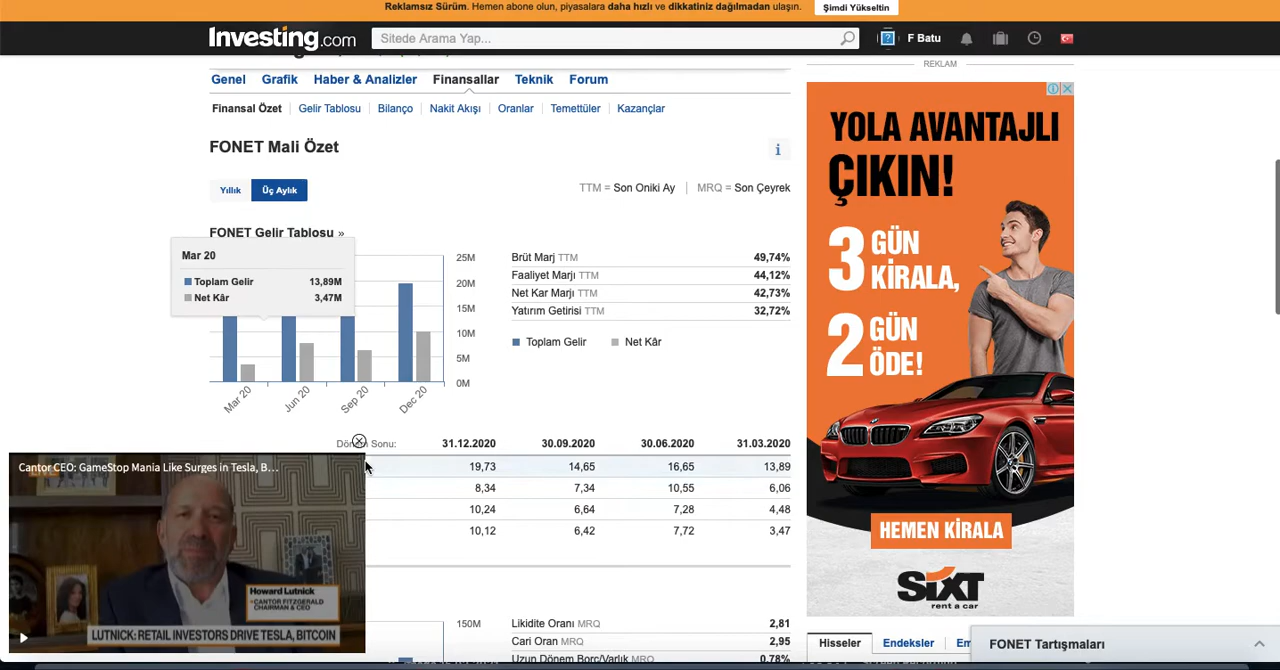 Reklamsız Sürüm. Hemen abone olun, piyasalara daha hızlı ve dikkatiniz dağılmadan ulaşın. Şimdi Yükseltin
Investing.com Sitede Arama Yap... F Batu
REKLAM
Genel Grafik Haber & Analizler Finansallar Teknik Forum
Finansal Özet Gelir Tablosu Bilanço Nakit Akışı Oranlar Temettüler Kazançlar
FONET Mali Özet
Yıllık Üç Aylık TTM = Son Oniki Ay MRQ = Son Çeyrek
FONET Gelir Tablosu »
Mar 20
Toplam Gelir 13,89M
Net Kâr 3,47M
25M
20M
15M
10M
5M
0M
Mar 20 Jun 20 Sep 20 Dec 20
Brüt Marj TTM 49,74%
Faaliyet Marjı TTM 44,12%
Net Kar Marjı TTM 42,73%
Yatırım Getirisi TTM 32,72%
Toplam Gelir Net Kâr
Sonu: 31.12.2020 30.09.2020 30.06.2020 31.03.2020
19,73 14,65 16,65 13,89
8,34 7,34 10,55 6,06
10,24 6,64 7,28 4,48
10,12 6,42 7,72 3,47
Cantor CEO: GameStop Mania Like Surges in Tesla, B...
Howard Lutnick
CANTOR FITZGERALD
CHAIRMAN & CEO
LUTNICK: RETAIL INVESTORS DRIVE TESLA, BITCOIN
150M
Likidite Oranı MRQ 2,81
Cari Oran MRQ 2,95
Uzun Dönem Borç/Varlık MRQ 0,78%
YOLA AVANTAJLI
ÇIKIN!
3 GÜN
KİRALA,
2 GÜN
ÖDE!
HEMEN KİRALA
SIXT
rent a car
Hisseler Endeksler Em
FONET Tartışmaları